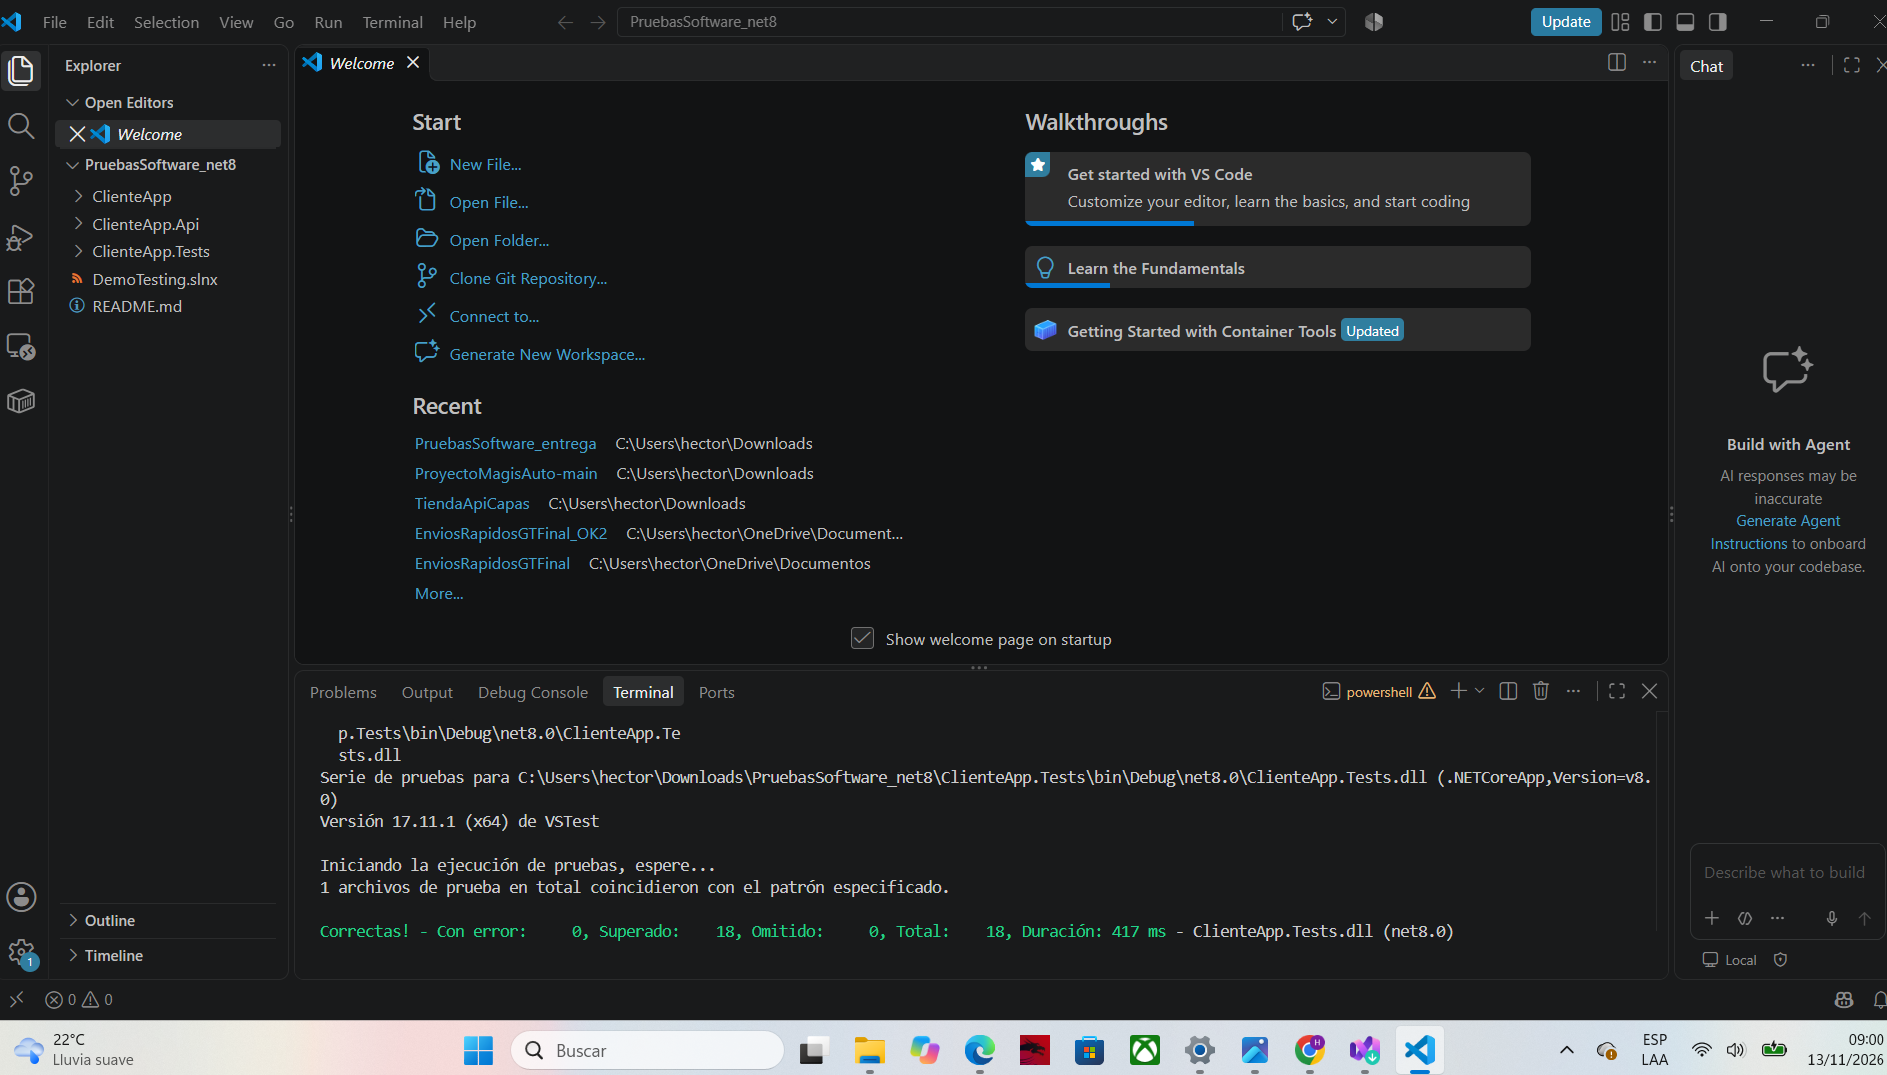 File Edit Selection View Go Run Terminal Help
PruebasSoftware_net8
Update
Explorer
Open Editors
Welcome
PruebasSoftware_net8
ClienteApp
ClienteApp.Api
ClienteApp.Tests
DemoTesting.slnx
README.md
Outline
Timeline
Welcome
Start
New File...
Open File...
Open Folder...
Clone Git Repository...
Connect to...
Generate New Workspace...
Recent
PruebasSoftware_entrega C:\Users\hector\Downloads
ProyectoMagisAuto-main C:\Users\hector\Downloads
TiendaApiCapas C:\Users\hector\Downloads
EnviosRapidosGTFinal_OK2 C:\Users\hector\OneDrive\Document...
EnviosRapidosGTFinal C:\Users\hector\OneDrive\Documentos
More...
Walkthroughs
Get started with VS Code
Customize your editor, learn the basics, and start coding
Learn the Fundamentals
Getting Started with Container Tools Updated
Show welcome page on startup
Problems Output Debug Console Terminal Ports
powershell
p.Tests\bin\Debug\net8.0\ClienteApp.Te
sts.dll
Serie de pruebas para C:\Users\hector\Downloads\PruebasSoftware_net8\ClienteApp.Tests\bin\Debug\net8.0\ClienteApp.Tests.dll (.NETCoreApp,Version=v8.
0)
Versión 17.11.1 (x64) de VSTest
Iniciando la ejecución de pruebas, espere...
1 archivos de prueba en total coincidieron con el patrón especificado.
Correctas! - Con error: 0, Superado: 18, Omitido: 0, Total: 18, Duración: 417 ms - ClienteApp.Tests.dll (net8.0)
Chat
Build with Agent
AI responses may be
inaccurate
Generate Agent
Instructions to onboard
AI onto your codebase.
Describe what to build
Local
1
0 0
22°C
Lluvia suave
Buscar
H
ESP
LAA
09:00
13/11/2026